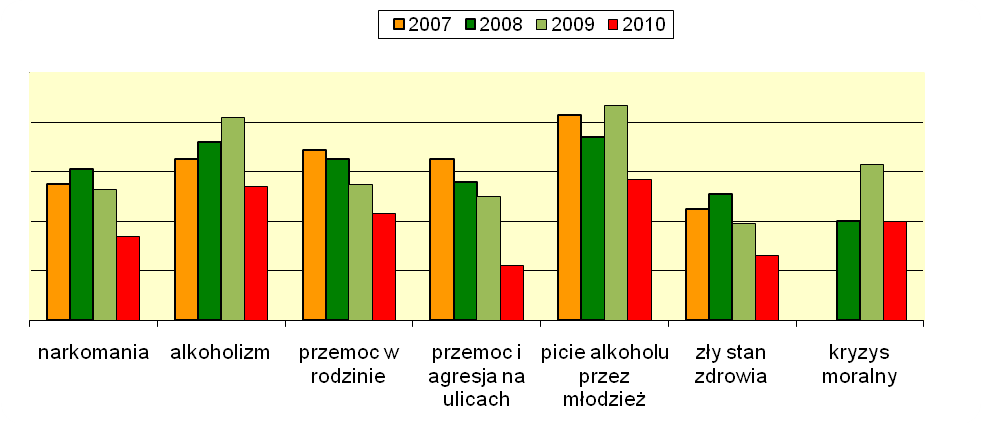 2007 2008 2009 2010
narkomania alkoholizm przemoc w rodzinie przemoc i agresja na ulicach picie alkoholu przez młodzież zły stan zdrowia kryzys moralny